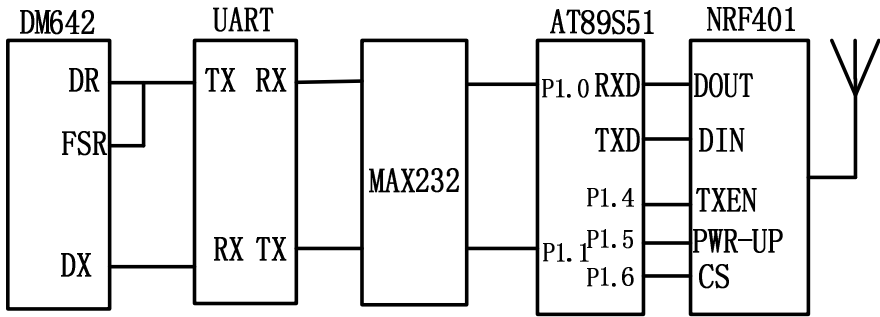 DM642 UART AT89S51 NRF401
DR TX RX P1.0 RXD DOUT
FSR TXD DIN
MAX232 P1.4 TXEN
DX RX TX P1.1 P1.5 PWR-UP
P1.6 CS